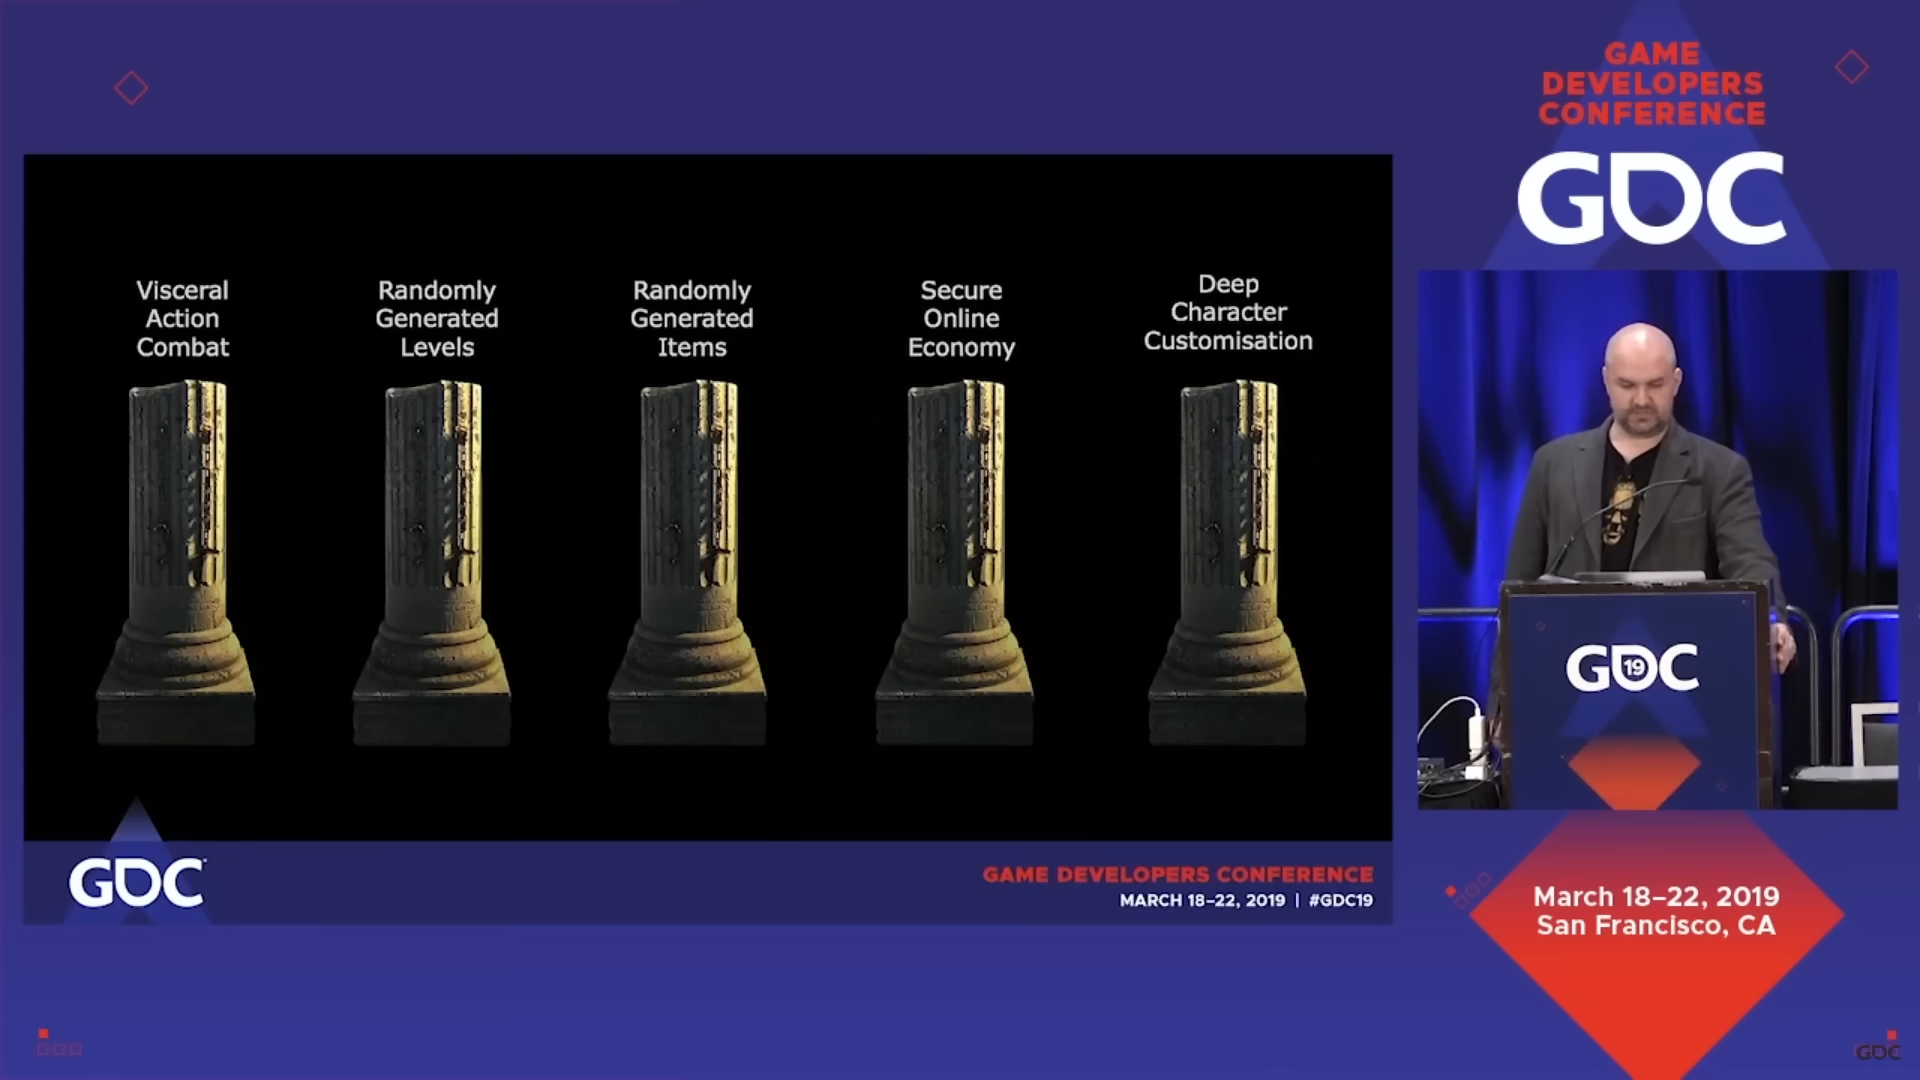 GAME
DEVELOPERS
CONFERENCE
GDC
Visceral
Action
Combat
Randomly
Generated
Levels
Randomly
Generated
Items
Secure
Online
Economy
Deep
Character
Customisation
GDC
GAME DEVELOPERS CONFERENCE
MARCH 18–22, 2019 | #GDC19
GDC
19
March 18–22, 2019
San Francisco, CA
GDC